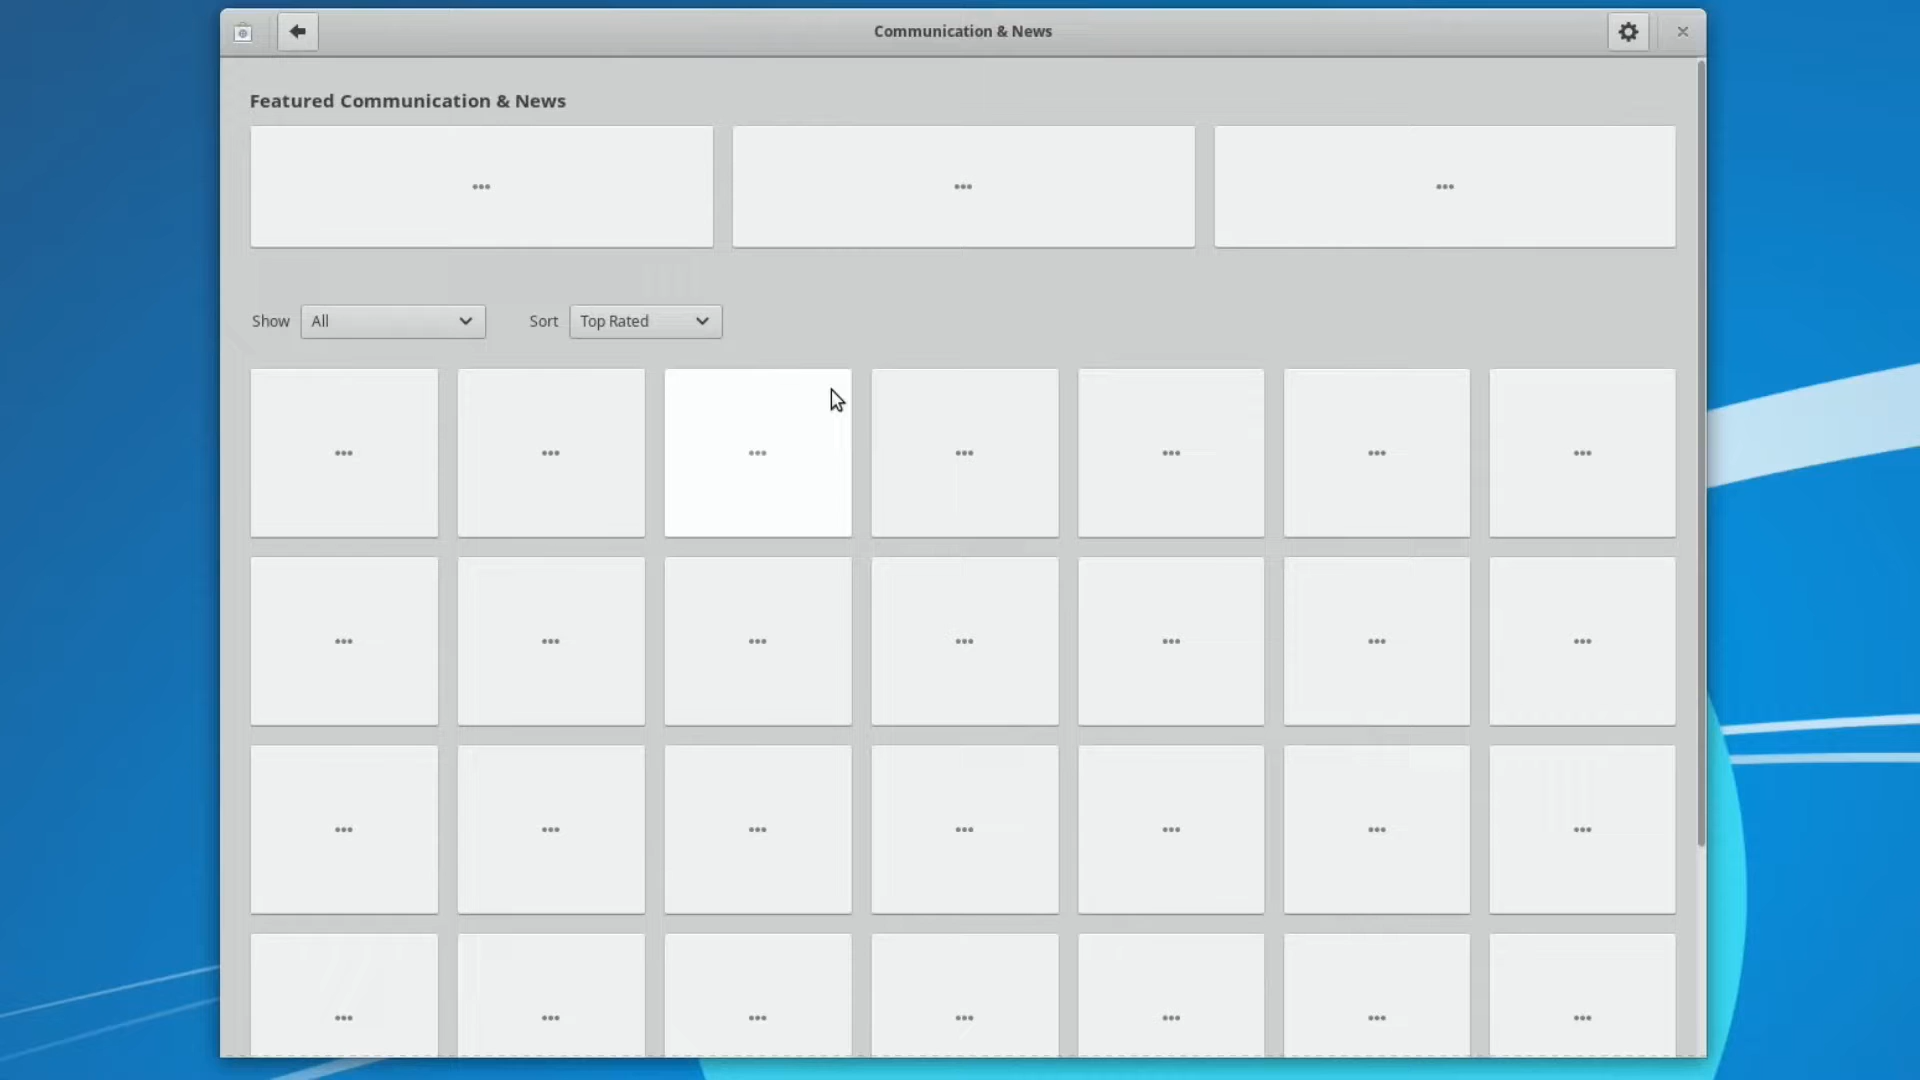 Communication & News
Featured Communication & News
... ... ...
Show All Sort Top Rated
... ... ... ... ... ... ...
... ... ... ... ... ... ...
... ... ... ... ... ... ...
... ... ... ... ... ... ...